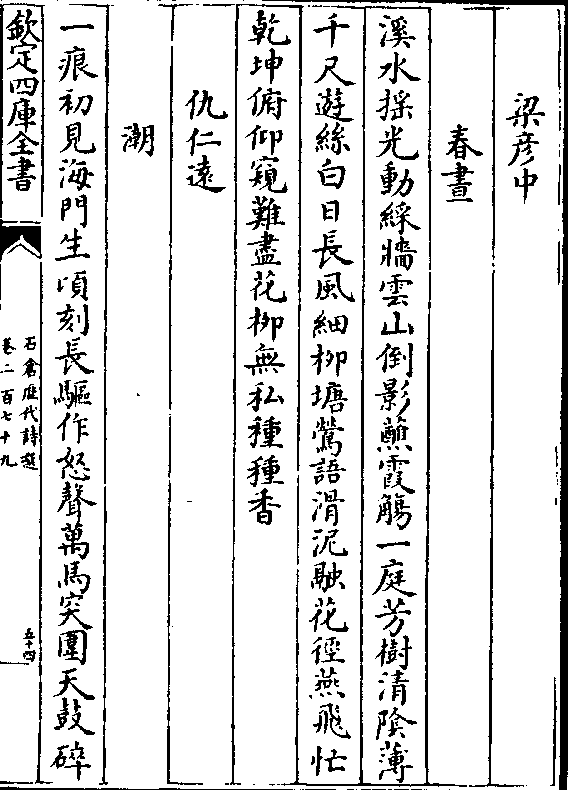 梁彦中
春晝
溪水揺光動綵牆雲山倒影蘸霞觴一庭芳樹清隂薄
千尺遊絲白日長風細栁塘鶯語滑泥融花徑燕飛忙
乾坤俯仰窺難盡花栁無私種種香
仇仁遠
潮
一痕初見海門生頃刻長驅作怒聲萬馬突圍天鼓碎
欽定四庫全書
石倉歴代詩選
卷二百七十九
五十四